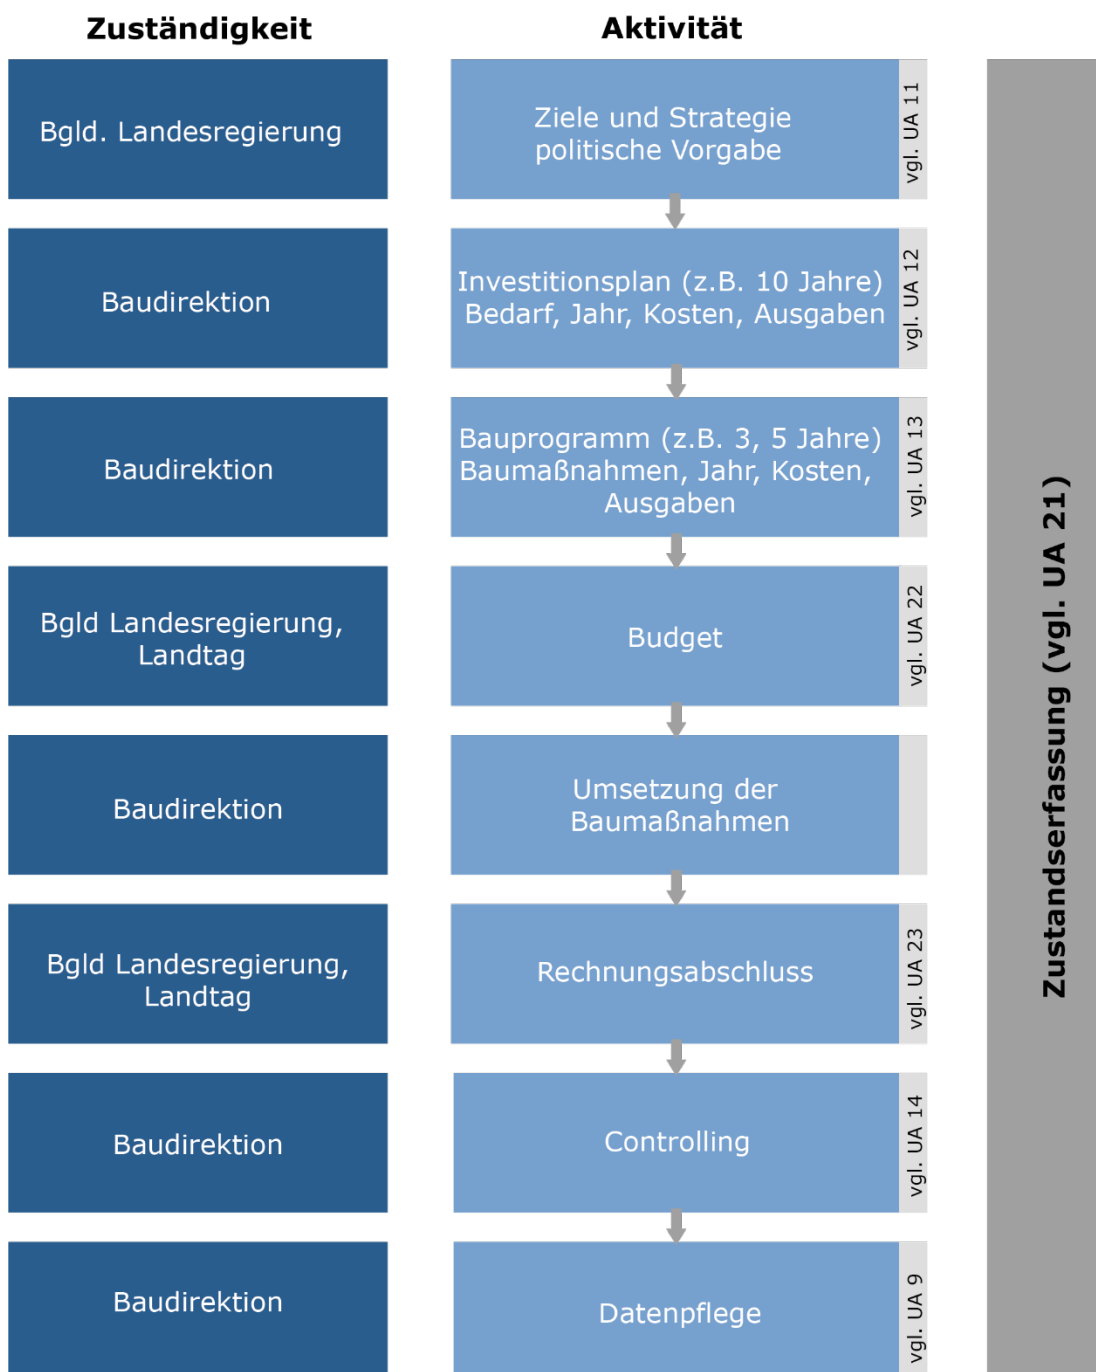 Zuständigkeit
Aktivität
Bgld. Landesregierung
Ziele und Strategie
politische Vorgabe
vgl. UA 11
Baudirektion
Investitionsplan (z.B. 10 Jahre)
Bedarf, Jahr, Kosten, Ausgaben
vgl. UA 12
Baudirektion
Bauprogramm (z.B. 3, 5 Jahre)
Baumaßnahmen, Jahr, Kosten,
Ausgaben
vgl. UA 13
Bgld Landesregierung,
Landtag
Budget
vgl. UA 22
Baudirektion
Umsetzung der
Baumaßnahmen
Bgld Landesregierung,
Landtag
Rechnungsabschluss
vgl. UA 23
Baudirektion
Controlling
vgl. UA 14
Baudirektion
Datenpflege
vgl. UA 9
Zustandserfassung (vgl. UA 21)